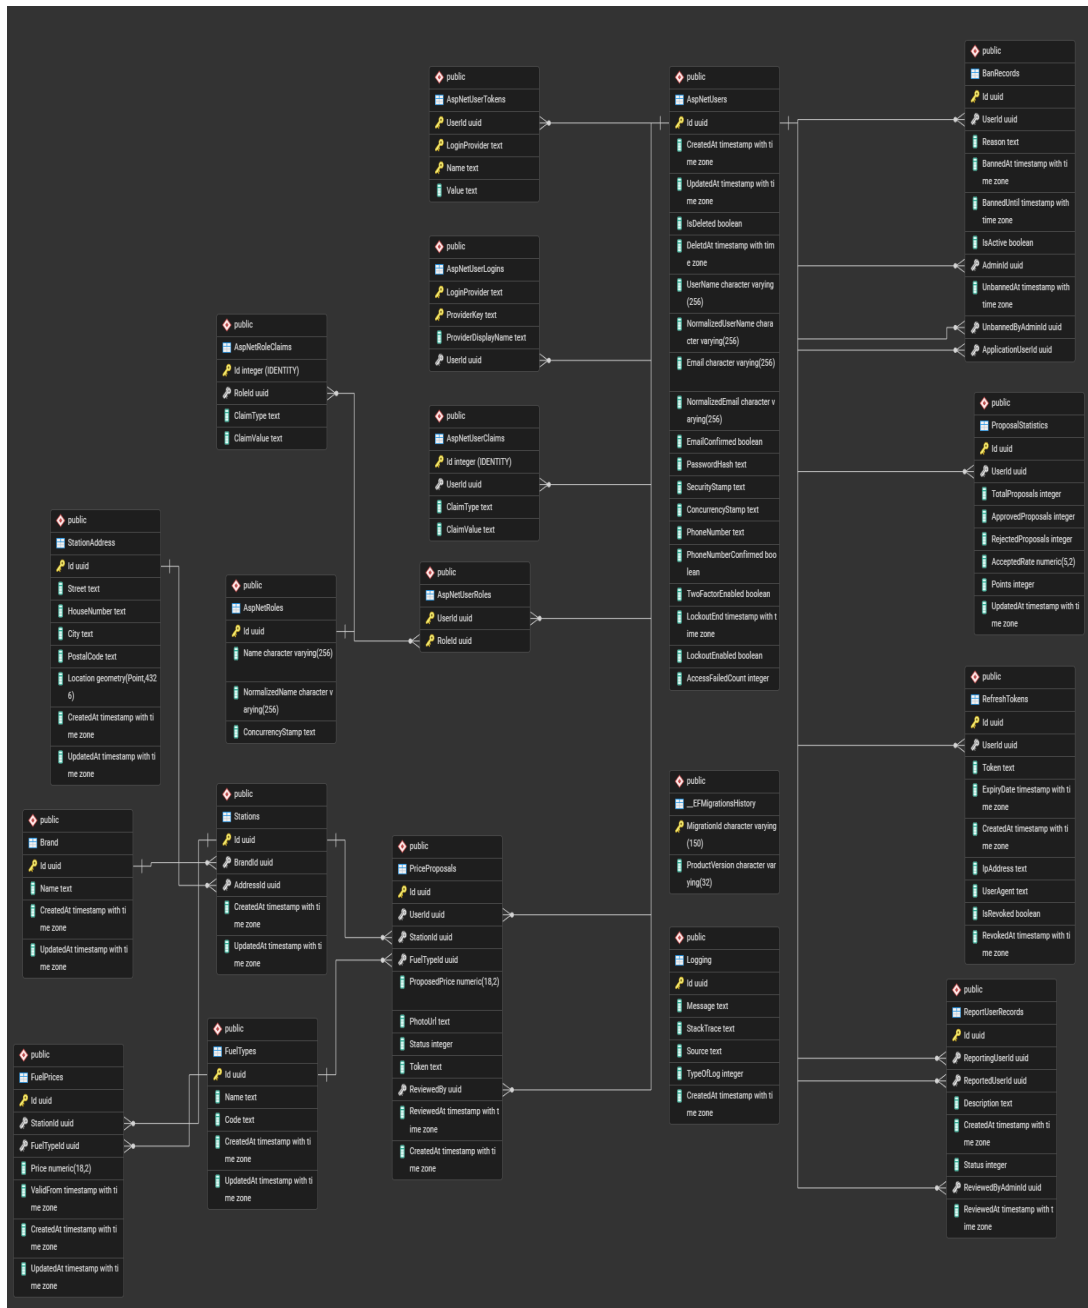 public
AspNetUserTokens
UserId uuid
LoginProvider text
Name text
Value text
public
AspNetUserLogins
LoginProvider text
ProviderKey text
ProviderDisplayName text
UserId uuid
public
AspNetRoleClaims
Id integer (IDENTITY)
RoleId uuid
ClaimType text
ClaimValue text
public
AspNetUserClaims
Id integer (IDENTITY)
UserId uuid
ClaimType text
ClaimValue text
public
StationAddress
Id uuid
Street text
HouseNumber text
City text
PostalCode text
Location geometry(Point,432
6)
CreatedAt timestamp with ti
me zone
UpdatedAt timestamp with ti
me zone
public
AspNetRoles
Id uuid
Name character varying(256)
NormalizedName character v
arying(256)
ConcurrencyStamp text
public
AspNetUserRoles
UserId uuid
RoleId uuid
public
Brand
Id uuid
Name text
CreatedAt timestamp with ti
me zone
UpdatedAt timestamp with ti
me zone
public
Stations
Id uuid
BrandId uuid
AddressId uuid
CreatedAt timestamp with ti
me zone
UpdatedAt timestamp with ti
me zone
public
PriceProposals
Id uuid
UserId uuid
StationId uuid
FuelTypeId uuid
ProposedPrice numeric(18,2)
PhotoUrl text
Status integer
Token text
ReviewedBy uuid
ReviewedAt timestamp with t
ime zone
CreatedAt timestamp with ti
me zone
public
FuelPrices
Id uuid
StationId uuid
FuelTypeId uuid
Price numeric(18,2)
ValidFrom timestamp with ti
me zone
CreatedAt timestamp with ti
me zone
UpdatedAt timestamp with ti
me zone
public
FuelTypes
Id uuid
Name text
Code text
CreatedAt timestamp with ti
me zone
UpdatedAt timestamp with ti
me zone
public
AspNetUsers
Id uuid
CreatedAt timestamp with ti
me zone
UpdatedAt timestamp with ti
me zone
IsDeleted boolean
DeletdAt timestamp with tim
e zone
UserName character varying
(256)
NormalizedUserName chara
cter varying(256)
Email character varying(256)
NormalizedEmail character v
arying(256)
EmailConfirmed boolean
PasswordHash text
SecurityStamp text
ConcurrencyStamp text
PhoneNumber text
PhoneNumberConfirmed boo
lean
TwoFactorEnabled boolean
LockoutEnd timestamp with t
ime zone
LockoutEnabled boolean
AccessFailedCount integer
public
__EFMigrationsHistory
MigrationId character varying
(150)
ProductVersion character var
ying(32)
public
Logging
Id uuid
Message text
StackTrace text
Source text
TypeOfLog integer
CreatedAt timestamp with ti
me zone
public
BanRecords
Id uuid
UserId uuid
Reason text
BannedAt timestamp with ti
me zone
BannedUntil timestamp with
time zone
IsActive boolean
AdminId uuid
UnbannedAt timestamp with
time zone
UnbannedByAdminId uuid
ApplicationUserId uuid
public
ProposalStatistics
Id uuid
UserId uuid
TotalProposals integer
ApprovedProposals integer
RejectedProposals integer
AcceptedRate numeric(5,2)
Points integer
UpdatedAt timestamp with ti
me zone
public
RefreshTokens
Id uuid
UserId uuid
Token text
ExpiryDate timestamp with ti
me zone
CreatedAt timestamp with ti
me zone
IpAddress text
UserAgent text
IsRevoked boolean
RevokedAt timestamp with ti
me zone
public
ReportUserRecords
Id uuid
ReportingUserId uuid
ReportedUserId uuid
Description text
CreatedAt timestamp with ti
me zone
Status integer
ReviewedByAdminId uuid
ReviewedAt timestamp with t
ime zone